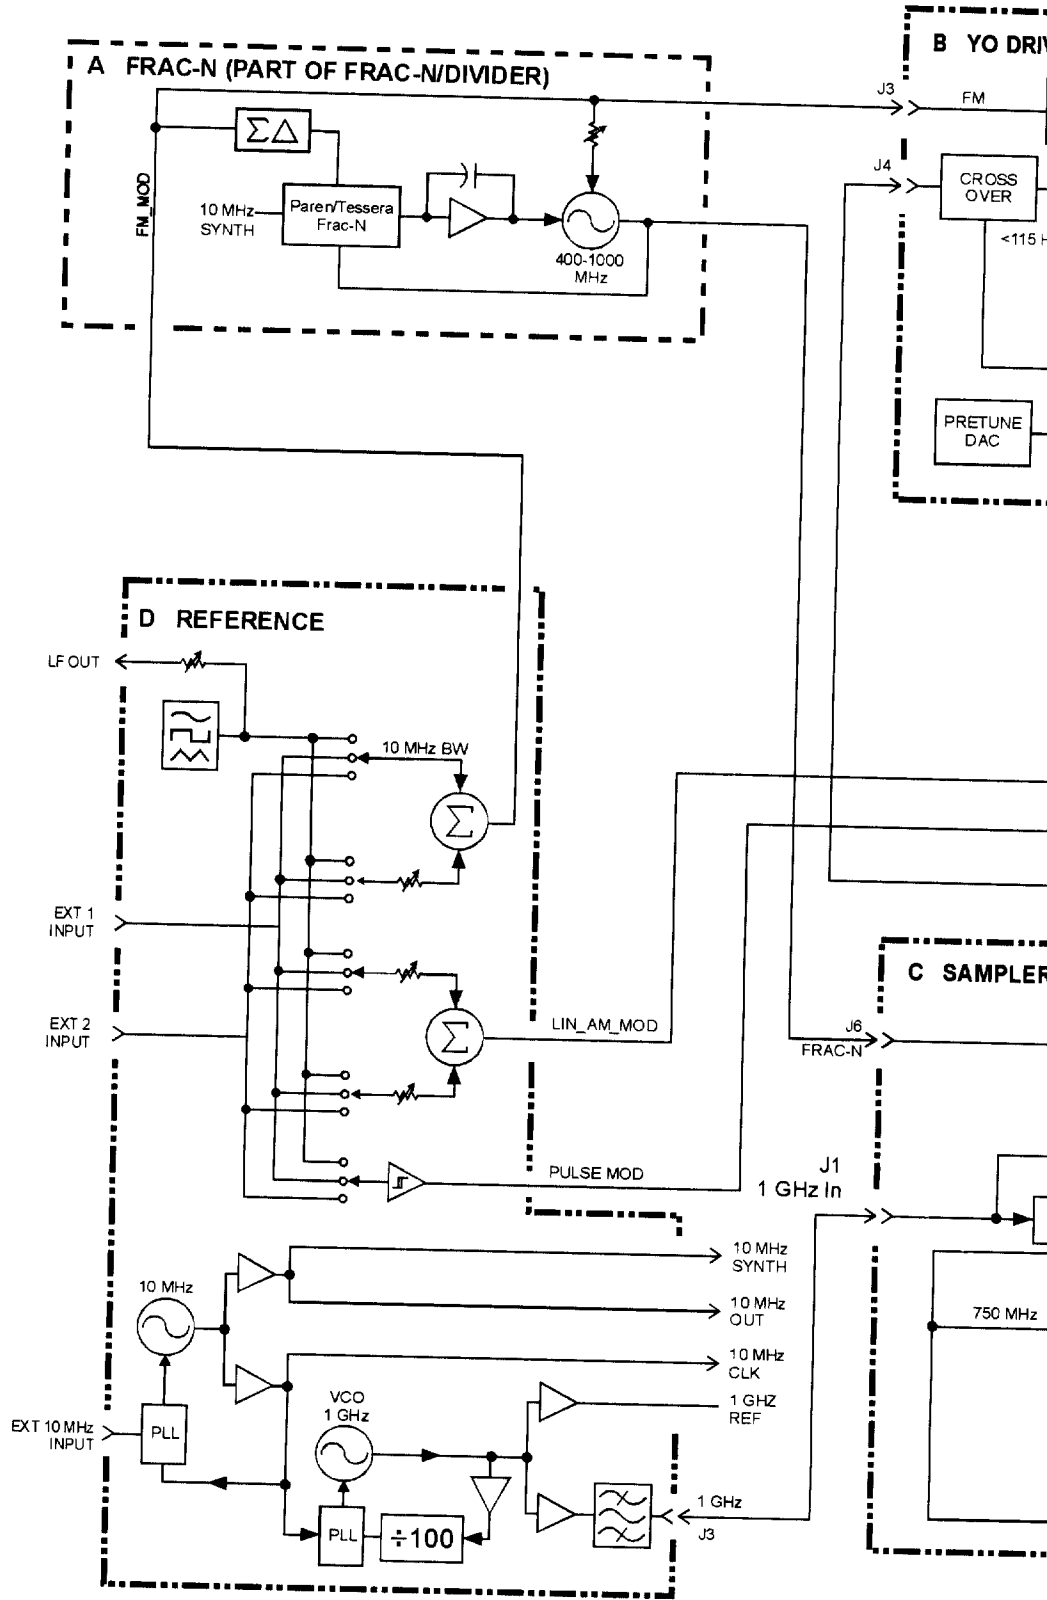 B YO DRI
A FRAC-N (PART OF FRAC-N/DIVIDER)
J3
FM
ΣΔ
FM_MOD
J4
CROSS
OVER
10 MHz
SYNTH
Paren/Tessera
Frac-N
<115 H
400-1000
MHz
PRETUNE
DAC
D REFERENCE
LF OUT
10 MHz BW
Σ
EXT 1
INPUT
C SAMPLER
EXT 2
INPUT
Σ
LIN_AM_MOD
J6
FRAC-N
PULSE MOD
J1
1 GHz In
10 MHz
SYNTH
10 MHz
10 MHz
OUT
750 MHz
10 MHz
CLK
VCO
1 GHz
1 GHZ
REF
EXT 10 MHz
INPUT
PLL
PLL
÷100
1 GHz
J3